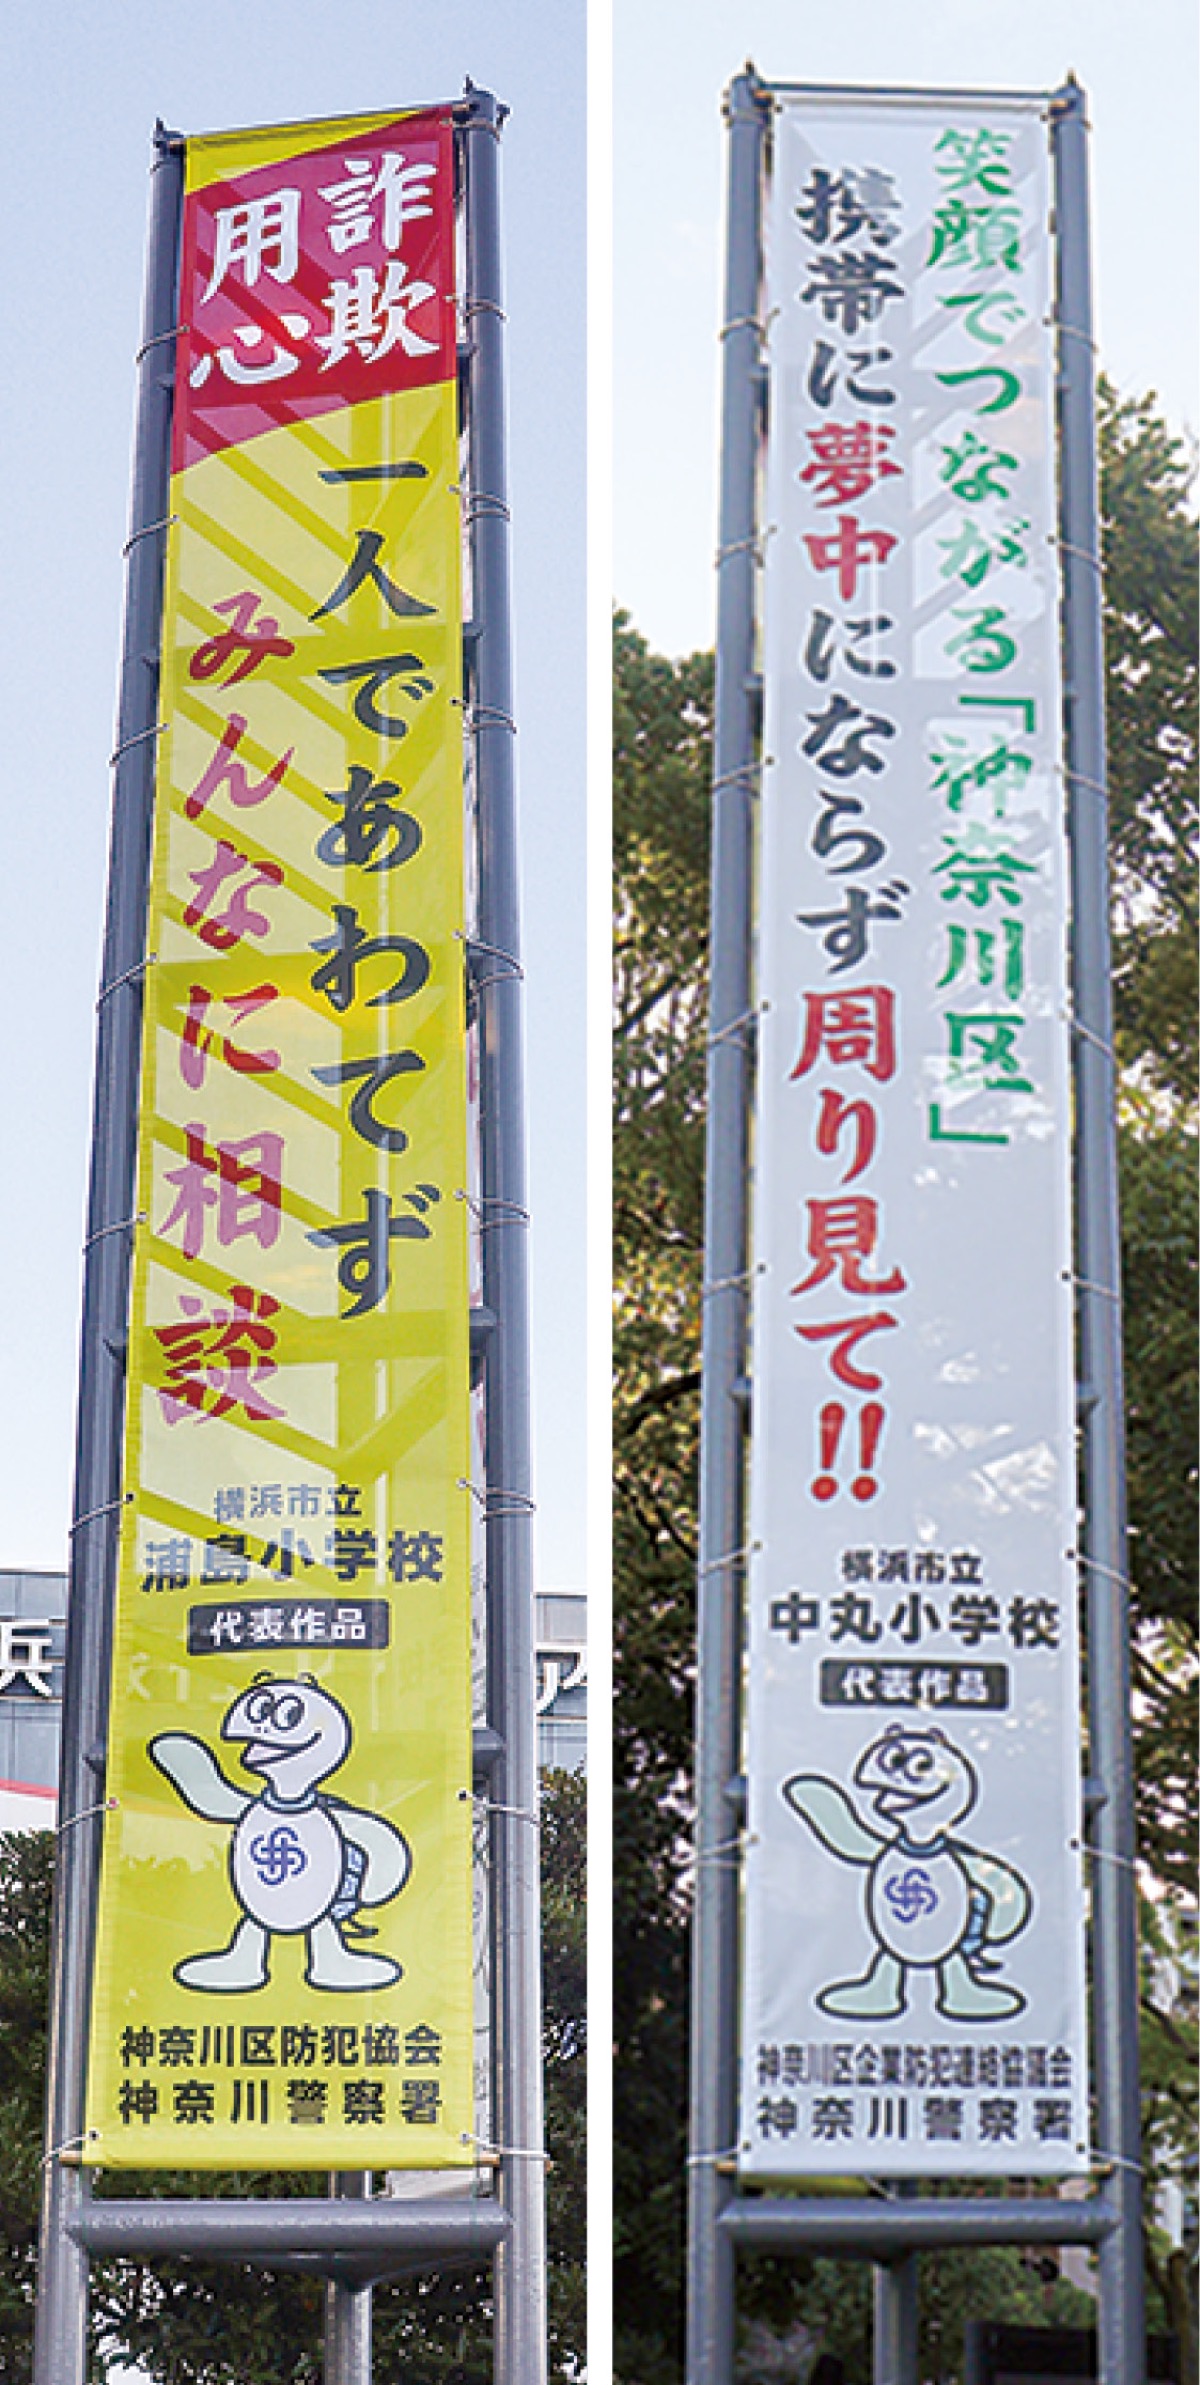 詐欺
用心
一人であわてず
みんなに相談
横浜市立
浦島小学校
代表作品
神奈川区防犯協会
神奈川警察署
浜
笑顔でつながる「神奈川区」
携帯に夢中にならず周り見て!!
横浜市立
中丸小学校
代表作品
神奈川区企業防犯連絡協議会
神奈川警察署